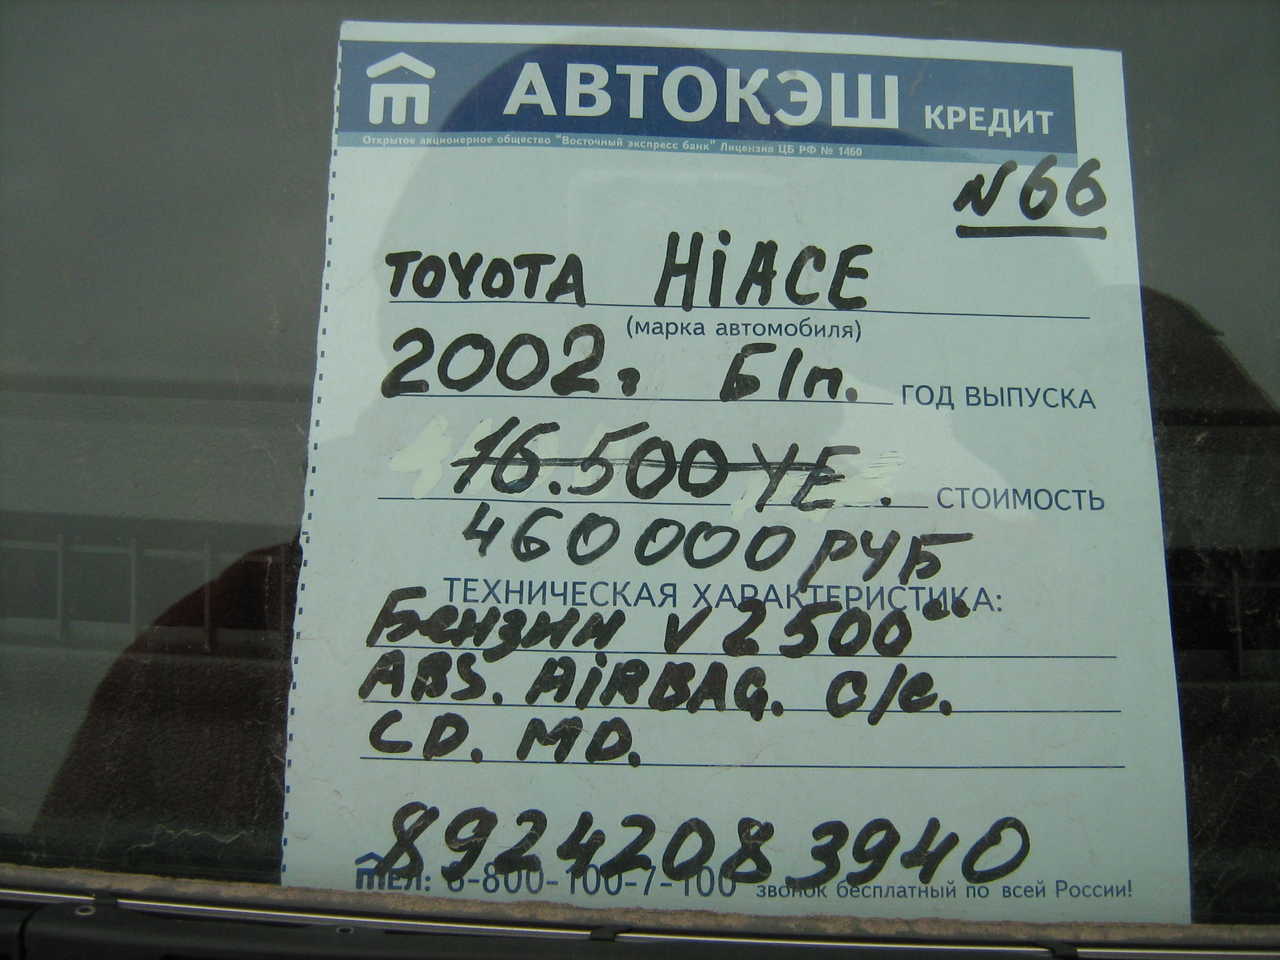 АВТОКЭШ КРЕДИТ
Открытое акционерное общество "Восточный экспресс банк" Лицензия ЦБ РФ № 1460
N 66
TOYOTA HiACE
(марка автомобиля)
2002г Б/п. ГОД ВЫПУСКА
16.500 УЕ. СТОИМОСТЬ
460000 РУБ
ТЕХНИЧЕСКАЯ ХАРАКТЕРИСТИКА:
Бензин V 2500
ABS. AiRBAG. С/С.
CD. MD.
89242083940
тел: 8-800-100-7-100 звонок бесплатный по всей России!